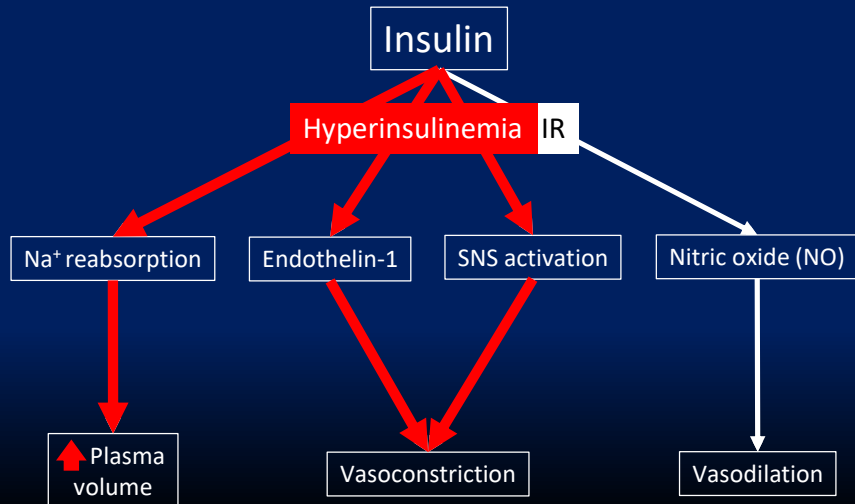 Insulin
Hyperinsulinemia IR
Na⁺ reabsorption
Endothelin-1
SNS activation
Nitric oxide (NO)
Plasma
volume
Vasoconstriction
Vasodilation